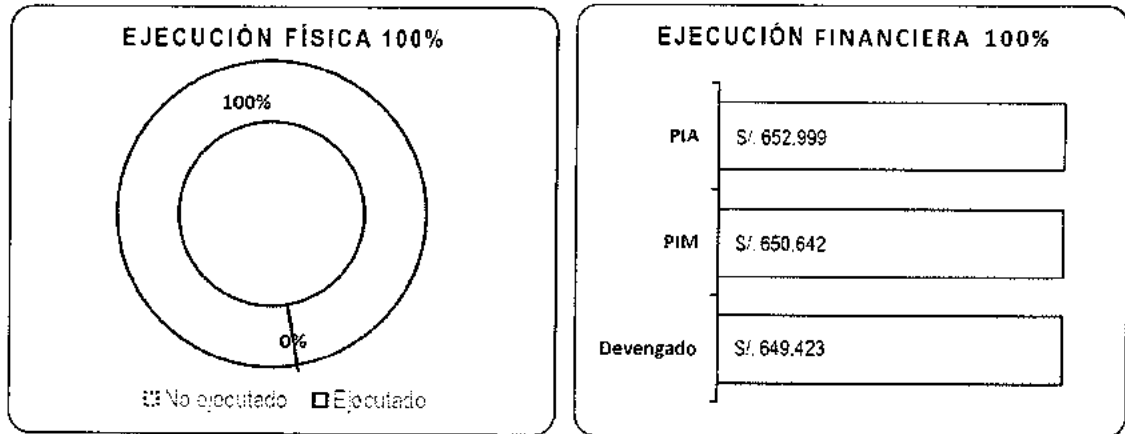 EJECUCIÓN FÍSICA 100%
100%
0%
No ejecutado Ejecutado
EJECUCIÓN FINANCIERA 100%
PIA S/. 652.999
PIM S/. 650.642
Devengado S/. 649.423